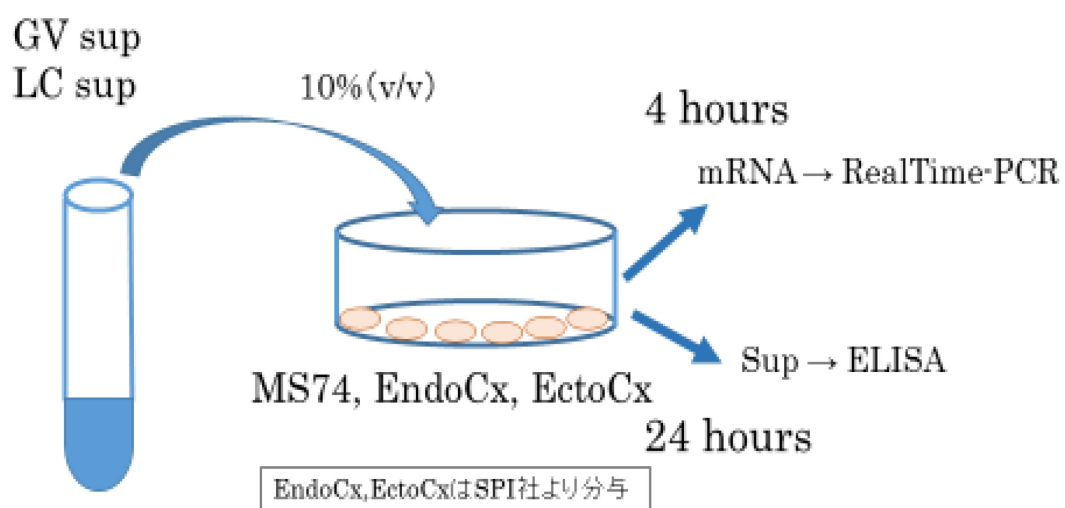 GV sup
LC sup
10%(v/v)
4 hours
mRNA→RealTime-PCR
Sup→ELISA
MS74, EndoCx, EctoCx
24 hours
EndoCx,EctoCxはSPI社より分与